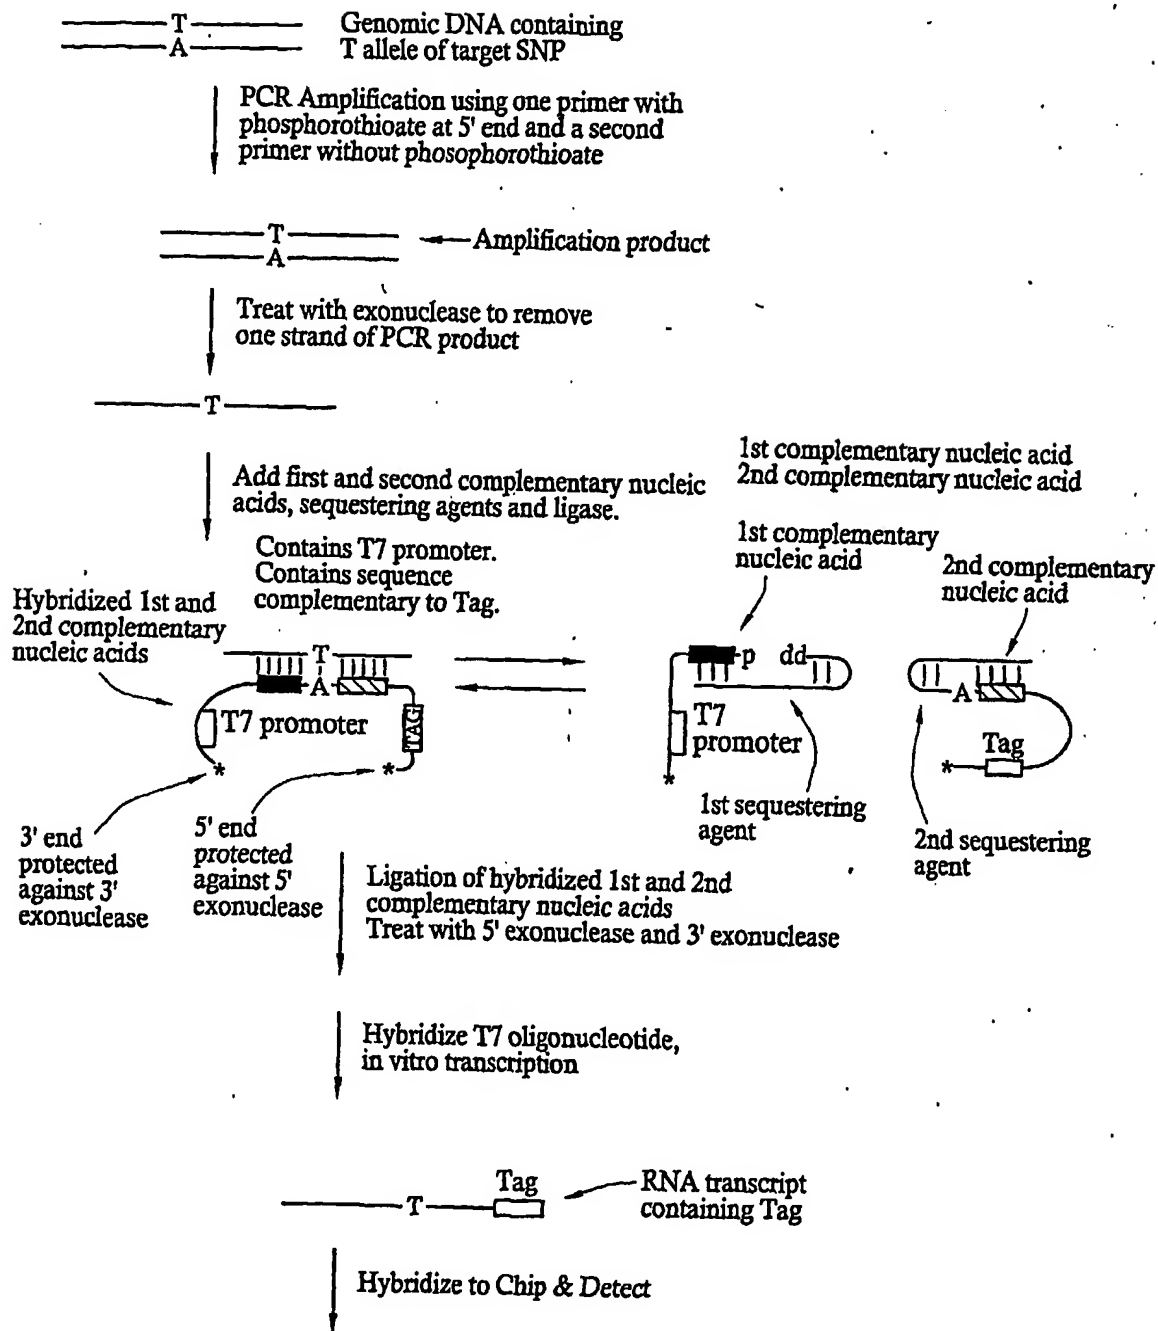 T
A
Genomic DNA containing
T allele of target SNP
PCR Amplification using one primer with
phosphorothioate at 5' end and a second
primer without phosophorothioate
T
A
Amplification product
Treat with exonuclease to remove
one strand of PCR product
T
Add first and second complementary nucleic
acids, sequestering agents and ligase.
1st complementary nucleic acid
2nd complementary nucleic acid
Contains T7 promoter.
Contains sequence
complementary to Tag.
1st complementary
nucleic acid
2nd complementary
nucleic acid
Hybridized 1st and
2nd complementary
nucleic acids
T
A
T7 promoter
TAG
*
*
p
dd
T7
promoter
*
A
Tag
*
1st sequestering
agent
2nd sequestering
agent
3' end
protected
against 3'
exonuclease
5' end
protected
against 5'
exonuclease
Ligation of hybridized 1st and 2nd
complementary nucleic acids
Treat with 5' exonuclease and 3' exonuclease
Hybridize T7 oligonucleotide,
in vitro transcription
T
Tag
RNA transcript
containing Tag
Hybridize to Chip & Detect